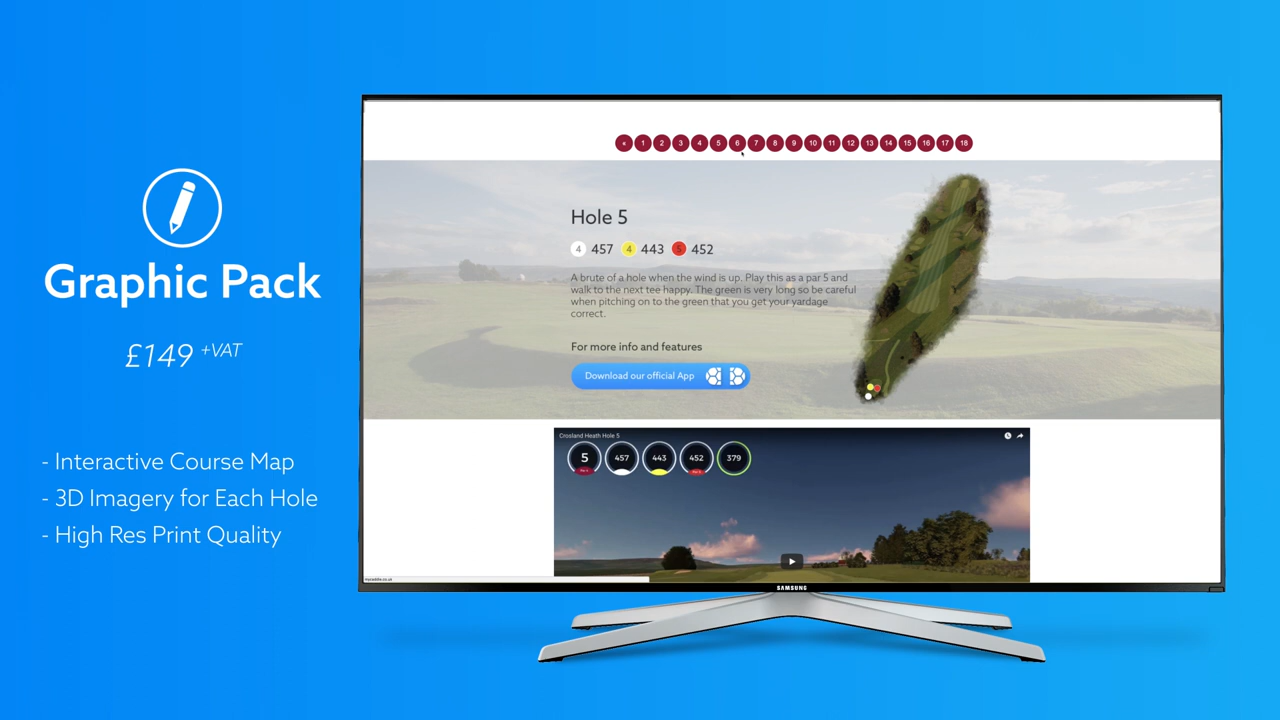 Graphic Pack
£149 +VAT
- Interactive Course Map
- 3D Imagery for Each Hole
- High Res Print Quality
« 1 2 3 4 5 6 7 8 9 10 11 12 13 14 15 16 17 18
Hole 5
4 457 4 443 5 452
A brute of a hole when the wind is up. Play this as a par 5 and
walk to the next tee happy. The green is very long so be careful
when pitching on to the green that you get your yardage
correct.
For more info and features
Download our official App
Crosland Heath Hole 5
5 457 443 452 379
SAMSUNG